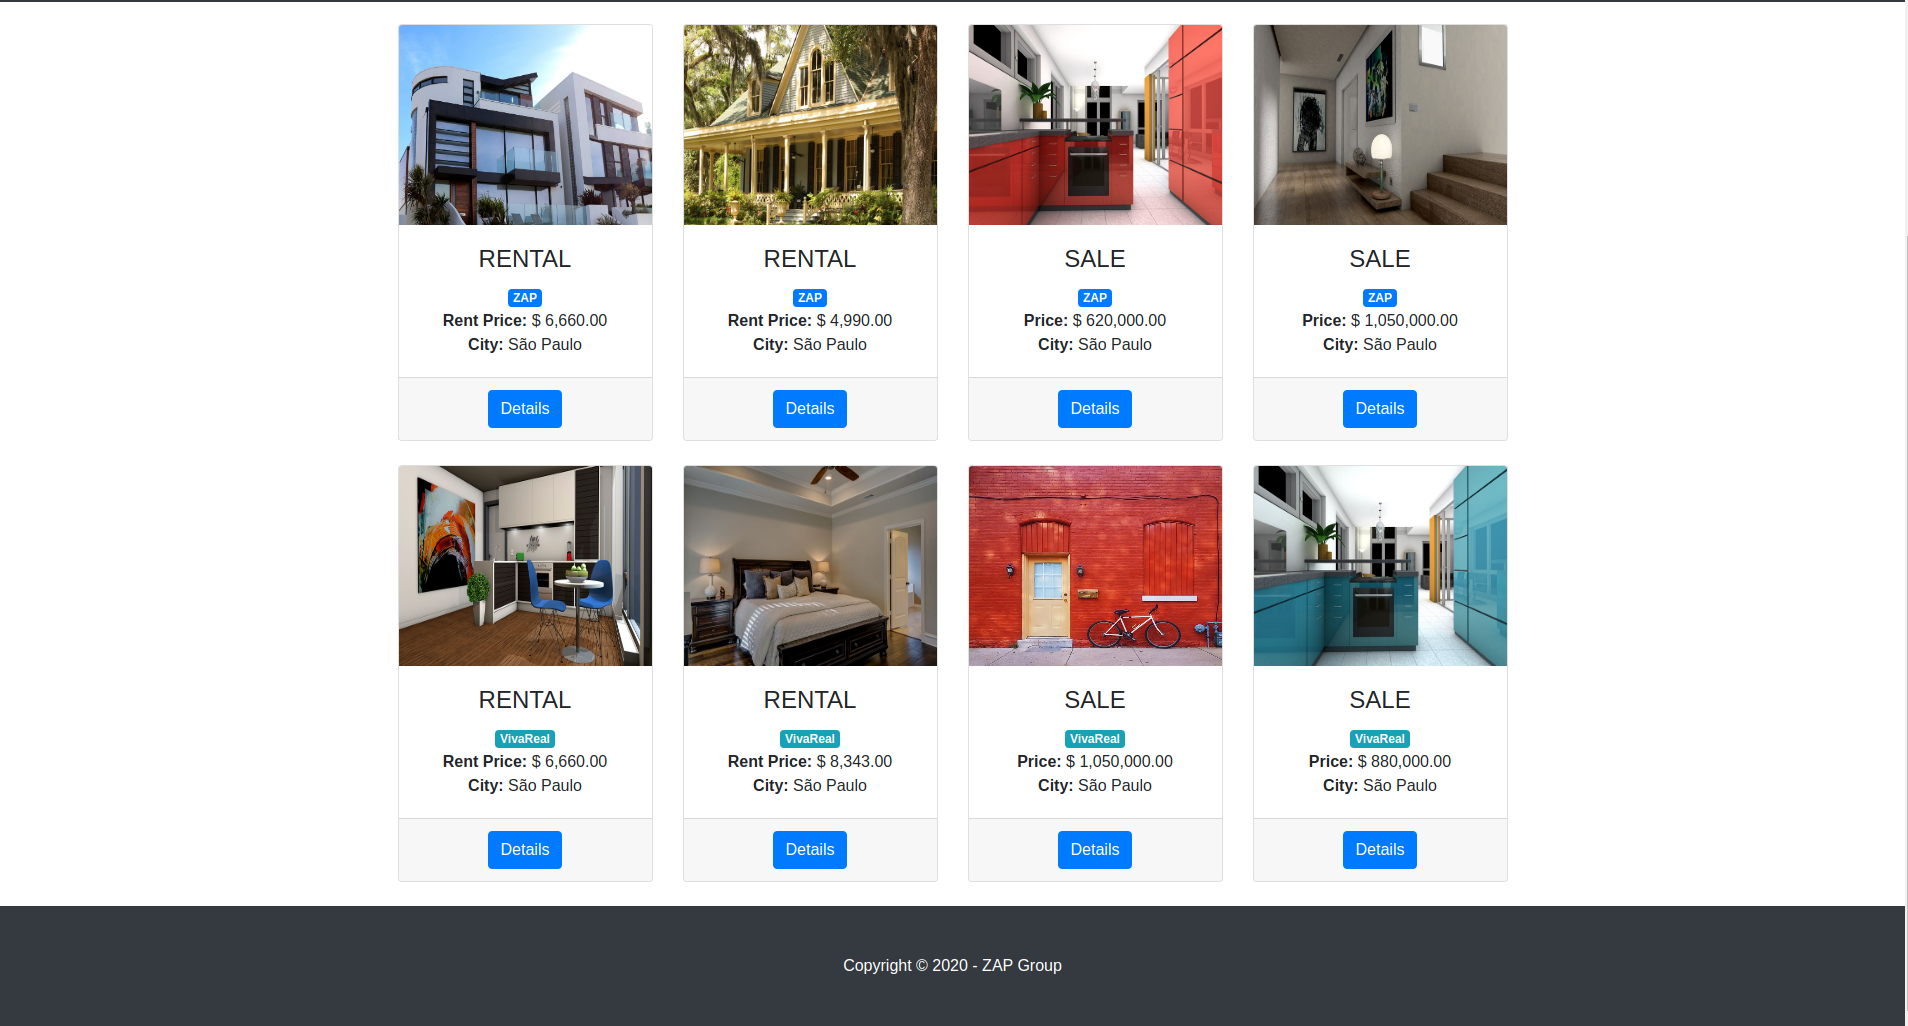 RENTAL
ZAP
Rent Price: $ 6,660.00
City: São Paulo
Details
RENTAL
ZAP
Rent Price: $ 4,990.00
City: São Paulo
Details
SALE
ZAP
Price: $ 620,000.00
City: São Paulo
Details
SALE
ZAP
Price: $ 1,050,000.00
City: São Paulo
Details
RENTAL
VivaReal
Rent Price: $ 6,660.00
City: São Paulo
Details
RENTAL
VivaReal
Rent Price: $ 8,343.00
City: São Paulo
Details
SALE
VivaReal
Price: $ 1,050,000.00
City: São Paulo
Details
SALE
VivaReal
Price: $ 880,000.00
City: São Paulo
Details
Copyright © 2020 - ZAP Group